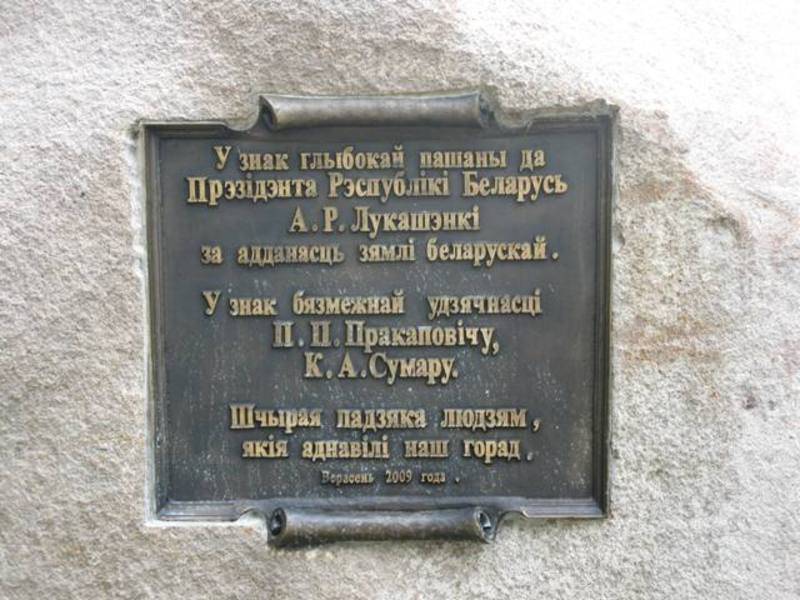 У знак глыбокай пашаны да
Прэзідэнта Рэспублікі Беларусь
А.Р. Лукашэнкі
за адданасць зямлі беларускай.
У знак бязмежнай удзячнасці
П. П. Пракаповічу,
К. А. Сумару.
Шчырая падзяка людзям,
якія аднавілі наш горад.
Верасень 2009 года.